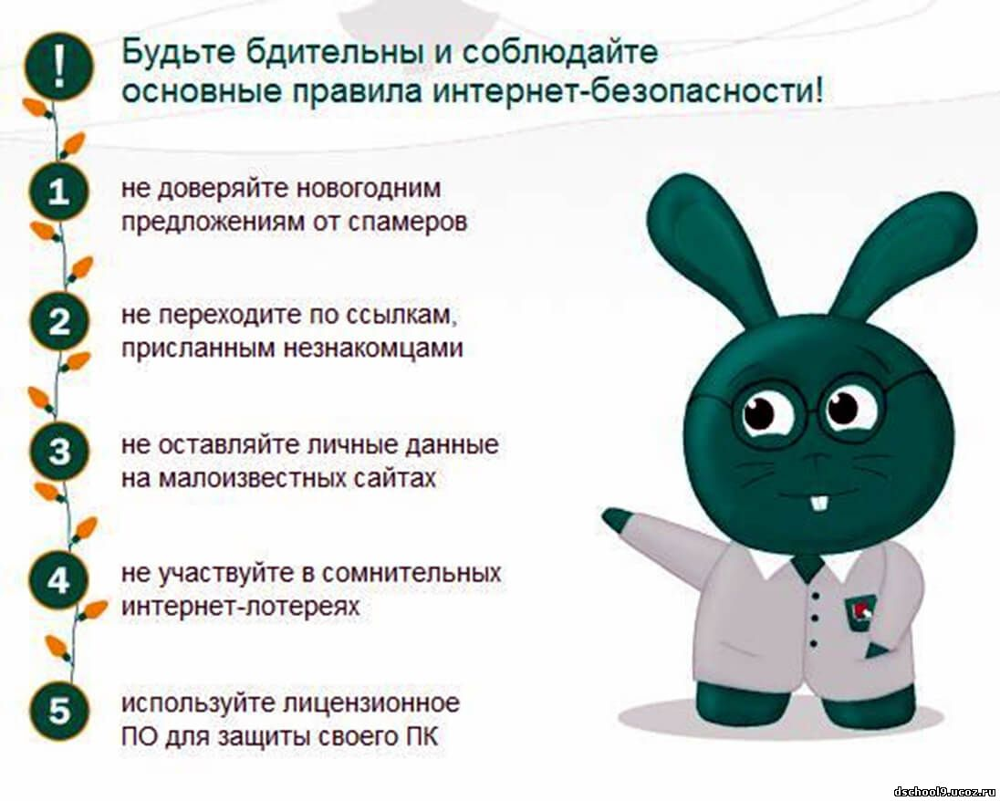 !
Будьте бдительны и соблюдайте
основные правила интернет-безопасности!
1
не доверяйте новогодним
предложениям от спамеров
2
не переходите по ссылкам,
присланным незнакомцами
3
не оставляйте личные данные
на малоизвестных сайтах
4
не участвуйте в сомнительных
интернет-лотереях
5
используйте лицензионное
ПО для защиты своего ПК
dschool9.ucoz.ru